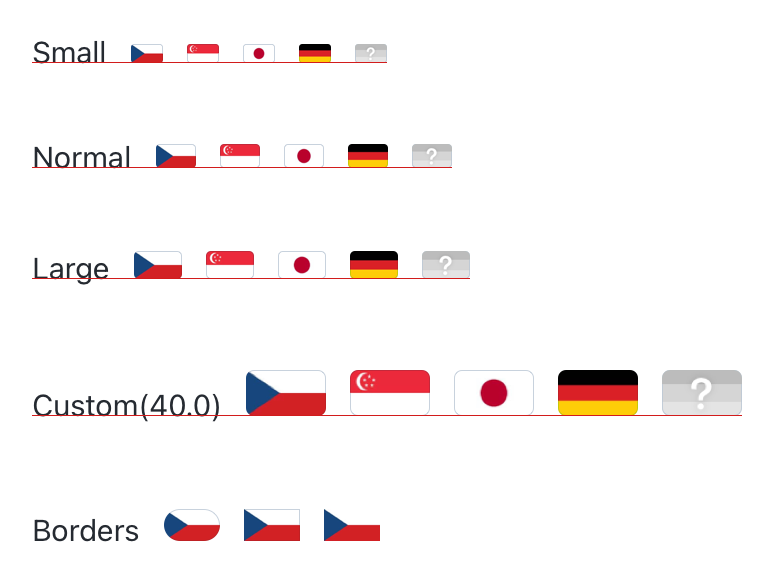 Small ?
Normal ?
Large ?
Custom(40.0) ?
Borders